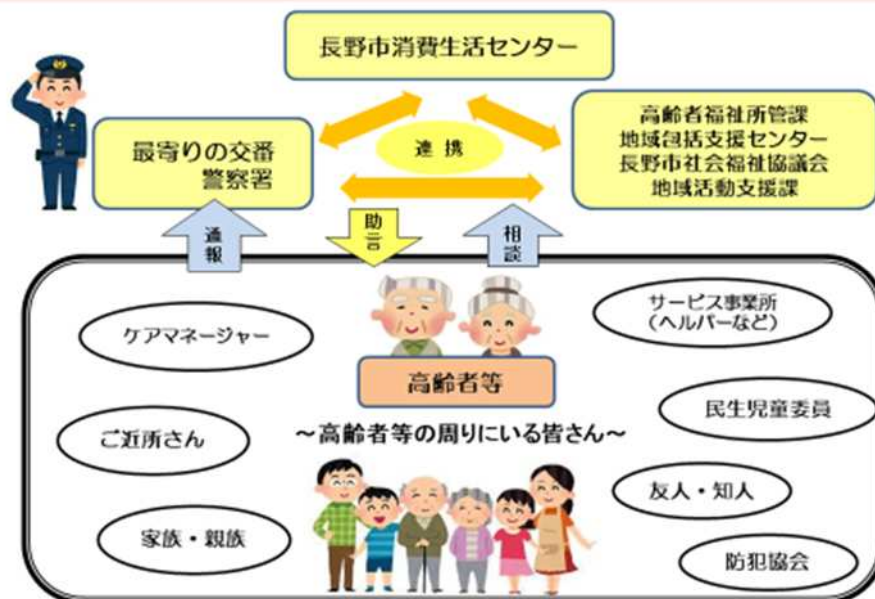 長野市消費生活センター
最寄りの交番
警察署
連携
高齢者福祉所管課
地域包括支援センター
長野市社会福祉協議会
地域活動支援課
通報
助言
相談
ケアマネージャー
サービス事業所
（ヘルパーなど）
高齢者等
ご近所さん
民生児童委員
～高齢者等の周りにいる皆さん～
友人・知人
家族・親族
防犯協会